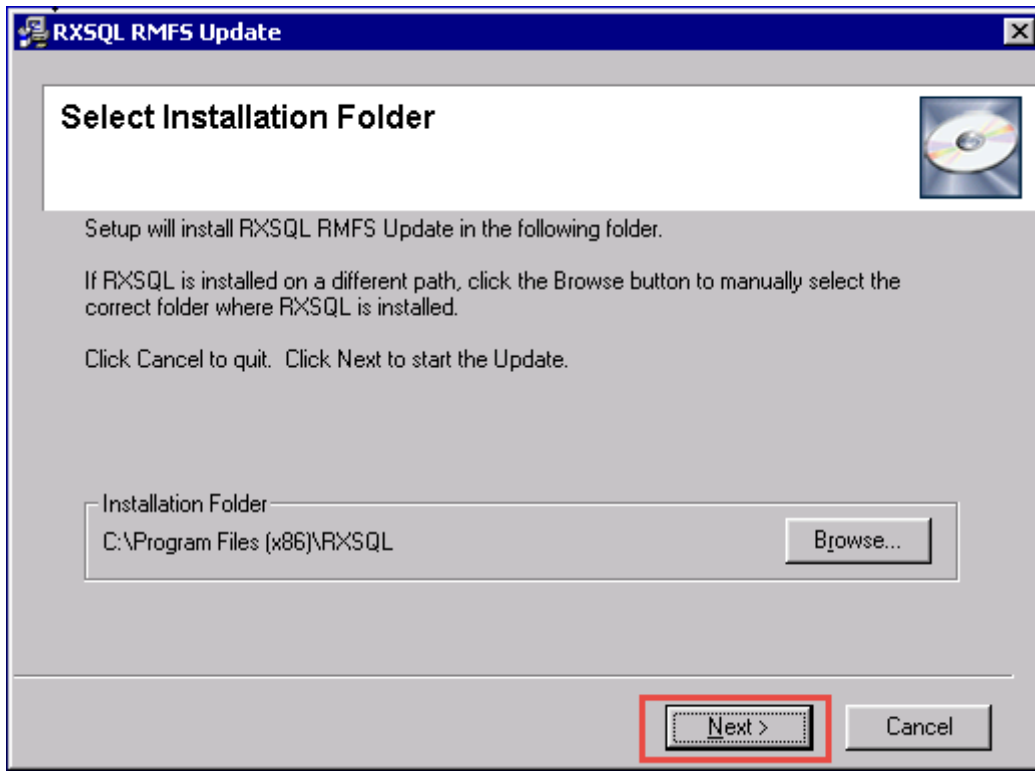 RXSQL RMFS Update
Select Installation Folder
Setup will install RXSQL RMFS Update in the following folder.
If RXSQL is installed on a different path, click the Browse button to manually select the
correct folder where RXSQL is installed.
Click Cancel to quit.  Click Next to start the Update.
Installation Folder
C:\Program Files (x86)\RXSQL
Browse...
Next >
Cancel